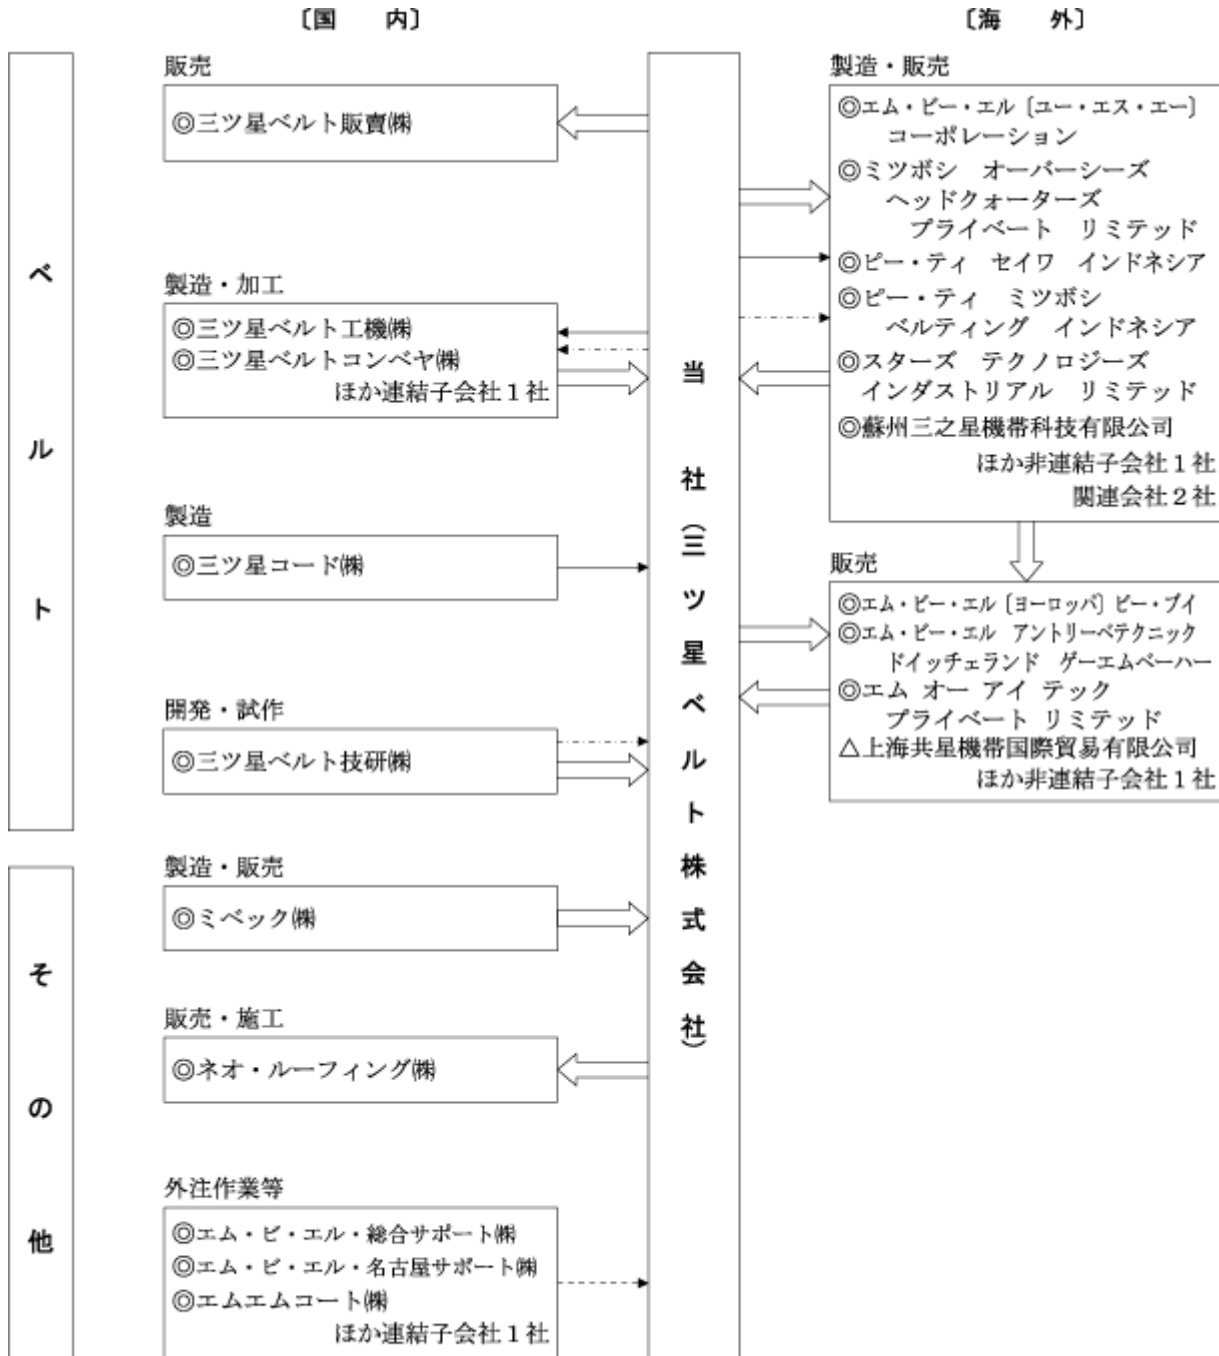 〔国　内〕
〔海　外〕
ベルト
販売
◎三ツ星ベルト販賣㈱
製造・加工
◎三ツ星ベルト工機㈱
◎三ツ星ベルトコンベヤ㈱
ほか連結子会社１社
製造
◎三ツ星コード㈱
開発・試作
◎三ツ星ベルト技研㈱
その他
製造・販売
◎ミベック㈱
販売・施工
◎ネオ・ルーフィング㈱
外注作業等
◎エム・ビ・エル・総合サポート㈱
◎エム・ビ・エル・名古屋サポート㈱
◎エムエムコート㈱
ほか連結子会社１社
当社（三ツ星ベルト株式会社）
製造・販売
◎エム・ビー・エル〔ユー・エス・エー〕
コーポレーション
◎ミツボシ　オーバーシーズ
ヘッドクォーターズ
プライベート　リミテッド
◎ピー・ティ　セイワ　インドネシア
◎ピー・ティ　ミツボシ
ベルティング　インドネシア
◎スターズ　テクノロジーズ
インダストリアル　リミテッド
◎蘇州三之星機帯科技有限公司
ほか非連結子会社１社
関連会社２社
販売
◎エム・ビー・エル〔ヨーロッパ〕ビー・ブイ
◎エム・ビー・エル　アントリーベテクニック
ドイッチェランド　ゲーエムベーハー
◎エム オー アイ テック
プライベート リミテッド
△上海共星機帯国際貿易有限公司
ほか非連結子会社１社